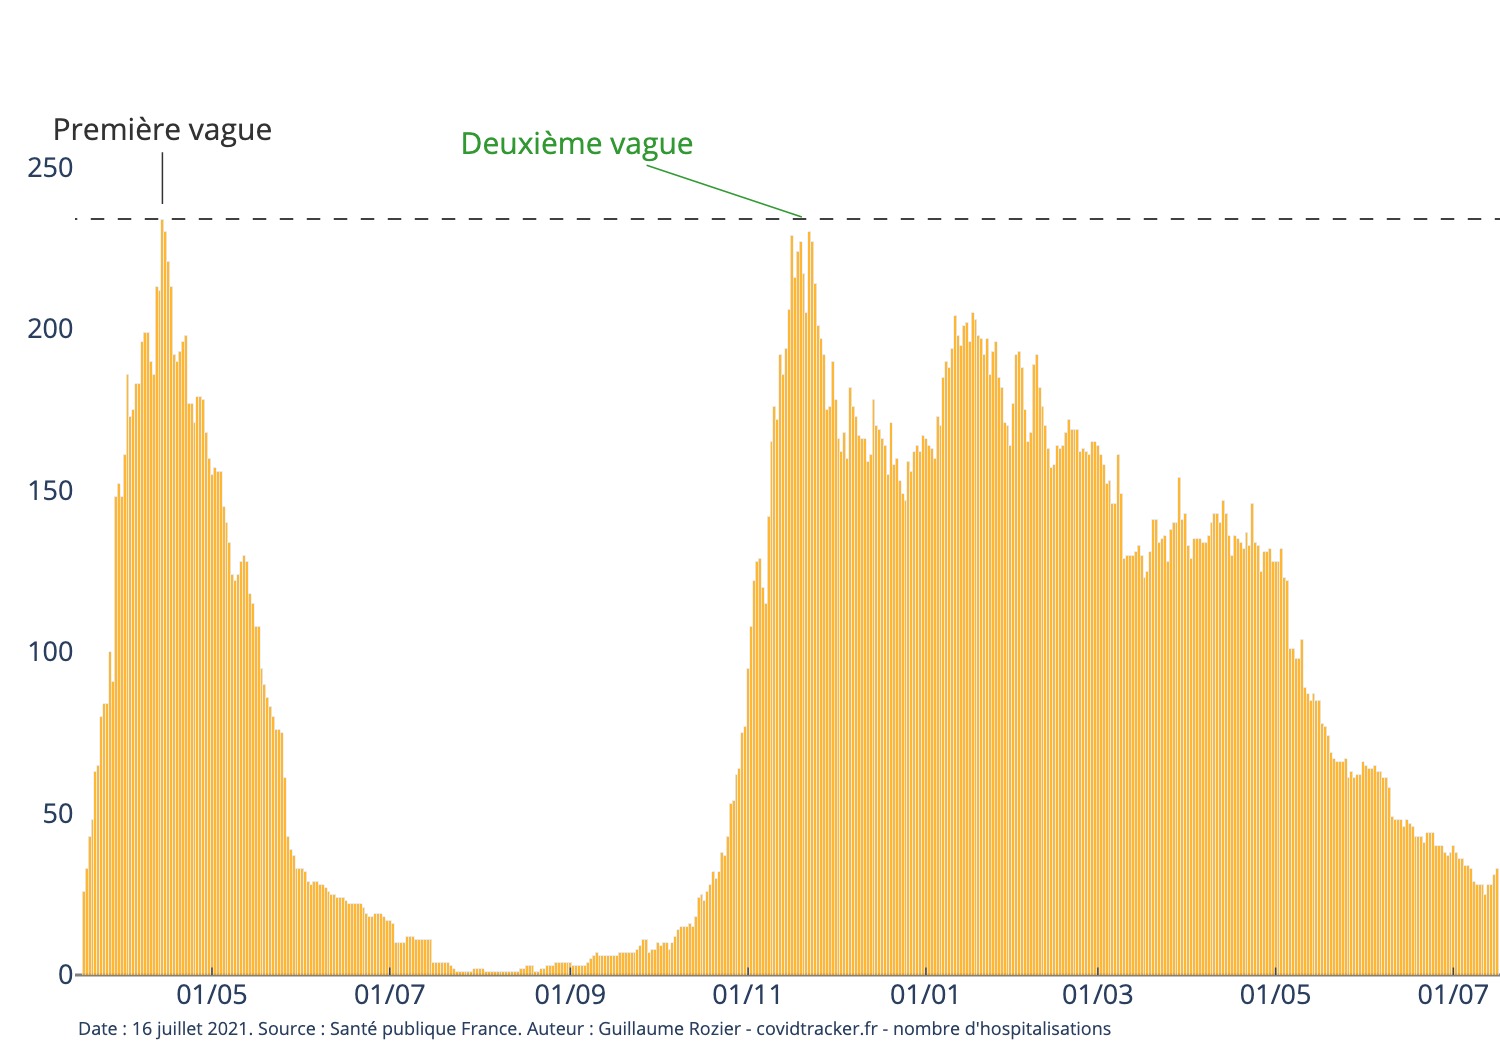 Première vague
Deuxième vague
250
200
150
100
50
0
01/05 01/07 01/09 01/11 01/01 01/03 01/05 01/07
Date : 16 juillet 2021. Source : Santé publique France. Auteur : Guillaume Rozier - covidtracker.fr - nombre d'hospitalisations